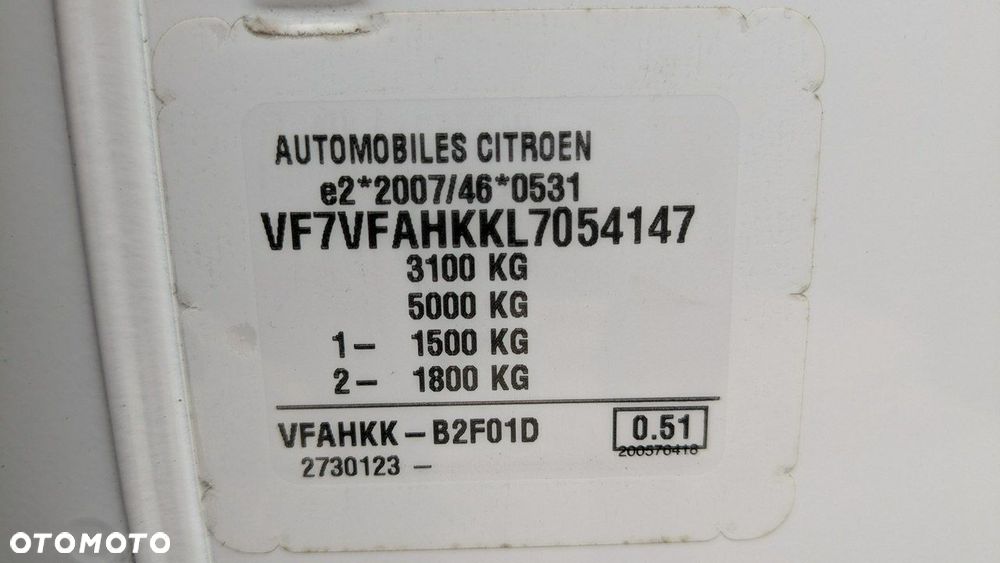 AUTOMOBILES CITROEN
e2*2007/46*0531
VF7VFAHKKL7054147
3100 KG
5000 KG
1- 1500 KG
2- 1800 KG
VFAHKK-B2F01D
0.51
200570418
2730123 -
OTOMOTO